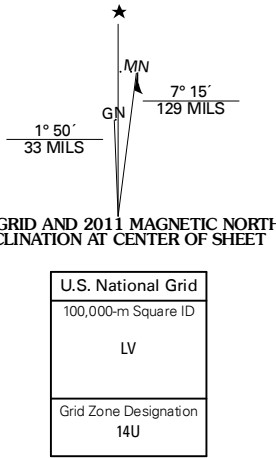 ★
MN
GN
7° 15´
129 MILS
1° 50´
33 MILS
GRID AND 2011 MAGNETIC NORTH
CLINATION AT CENTER OF SHEET
U.S. National Grid
100,000-m Square ID
LV
Grid Zone Designation
14U